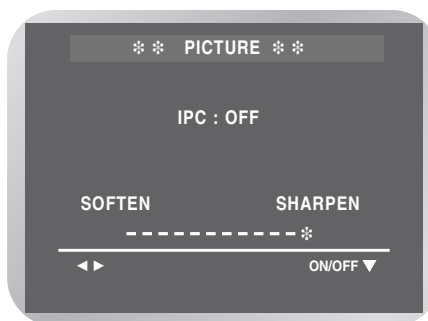 ❇ ❇ PICTURE ❇ ❇
IPC : OFF
SOFTEN SHARPEN
------------❇
◄ ► ON/OFF ▼